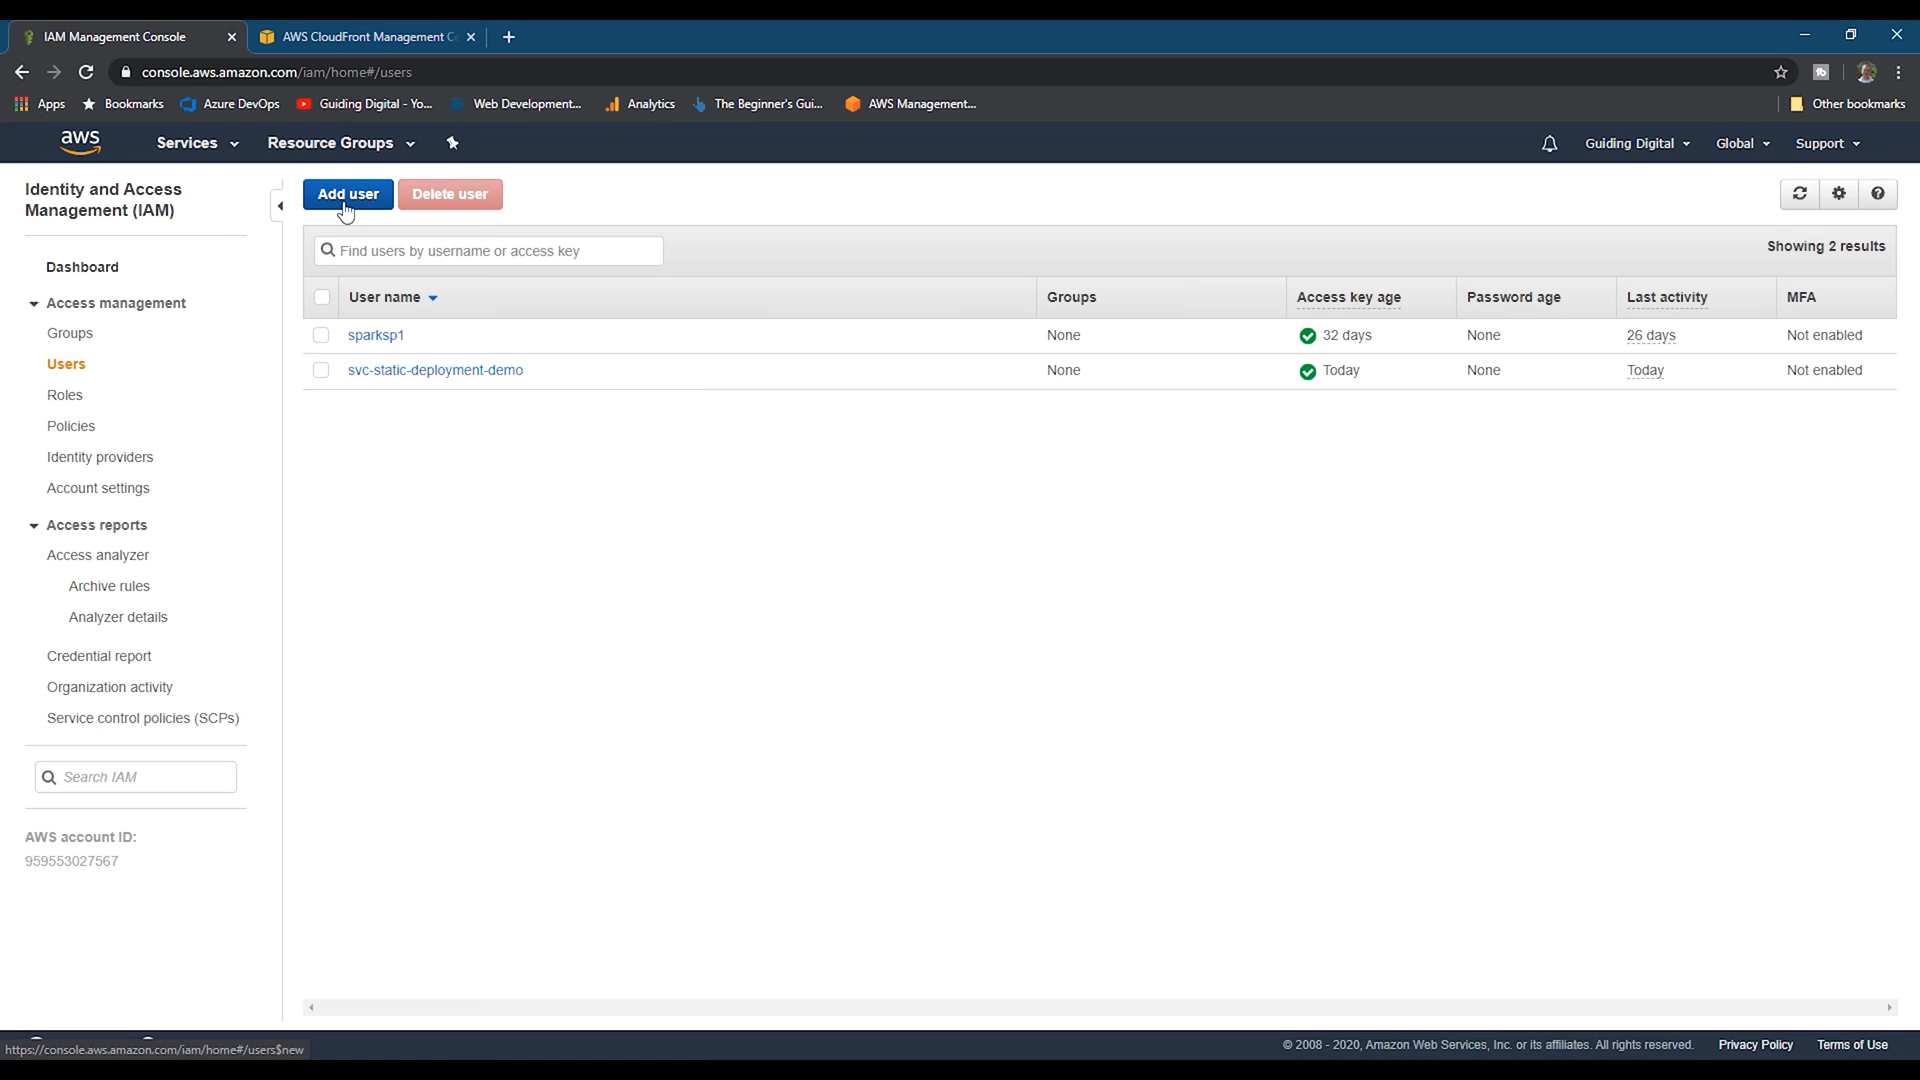 IAM Management Console
AWS CloudFront Management C
console.aws.amazon.com/iam/home#/users
Apps Bookmarks Azure DevOps Guiding Digital - Yo... Web Development... Analytics The Beginner's Gui... AWS Management... Other bookmarks
aws Services Resource Groups Guiding Digital Global Support
Identity and Access
Management (IAM)
Dashboard
Access management
Groups
Users
Roles
Policies
Identity providers
Account settings
Access reports
Access analyzer
Archive rules
Analyzer details
Credential report
Organization activity
Service control policies (SCPs)
Search IAM
AWS account ID:
959553027567
Add user Delete user
Find users by username or access key
Showing 2 results
User name Groups Access key age Password age Last activity MFA
sparksp1 None 32 days None 26 days Not enabled
svc-static-deployment-demo None Today None Today Not enabled
https://console.aws.amazon.com/iam/home#/users$new
© 2008 - 2020, Amazon Web Services, Inc. or its affiliates. All rights reserved. Privacy Policy Terms of Use